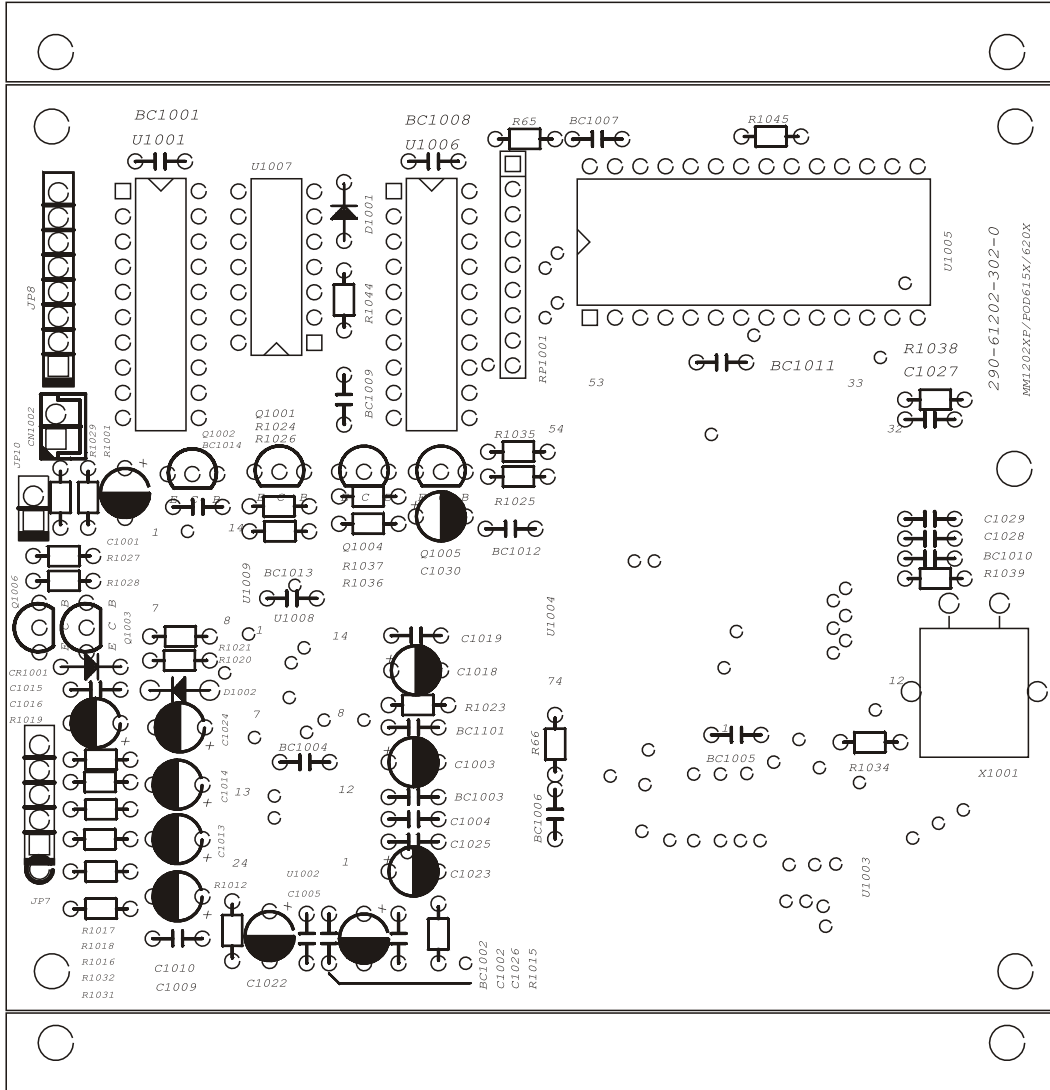 BC1001
U1001
BC1008
U1006
R65
BC1007
R1045
U1007
D1001
U1005
290-61202-302-0
MM1202XP/POD615X/620X
JP8
R1044
RP1001
BC1009
BC1011
R1038
C1027
53
33
32
54
CN1002
R1029
R1001
JP10
Q1002
BC1014
Q1001
R1024
R1026
R1035
R1025
+
E C B
E C B
E C B
E B
+
1
14
C1001
R1027
R1028
Q1004
R1037
R1036
Q1005
C1030
BC1012
C1029
C1028
BC1010
R1039
Q1006
BC1013
U1009
U1008
U1004
E C B
E C B
Q1003
7
8
1
14
R1021
R1020
C1019
C1018
+
CR1001
C1015
C1016
R1019
D1002
74
12
R1023
+
C1024
+
7
8
BC1101
BC1004
C1003
+
R66
1
BC1005
R1034
X1001
C1014
+
13
12
BC1003
BC1006
C1004
C1013
+
C1025
24
1
+
C1023
U1003
JP7
R1012
U1002
C1005
+
+
+
R1017
R1018
R1016
R1032
R1031
C1010
C1009
C1022
BC1002
C1002
C1026
R1015